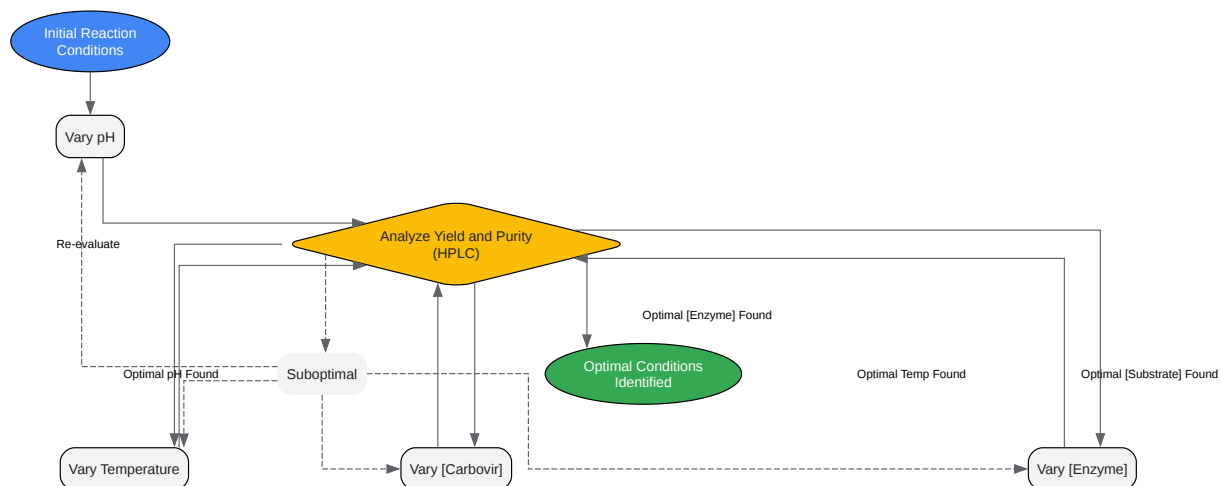 Initial Reaction
Conditions
Vary pH
Analyze Yield and Purity
(HPLC)
Re-evaluate
Optimal [Enzyme] Found
Optimal pH Found
Suboptimal
Optimal Conditions
Identified
Optimal Temp Found
Optimal [Substrate] Found
Vary Temperature
Vary [Carbovir]
Vary [Enzyme]